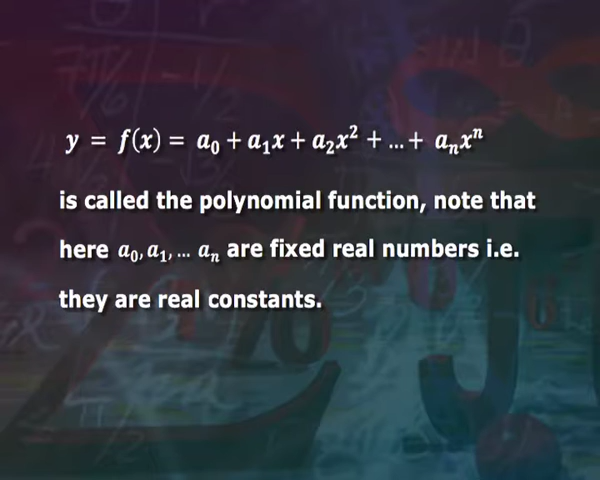 y = f(x) = a₀ + a₁x + a₂x² + ... + aₙxⁿ
is called the polynomial function, note that
here a₀, a₁, ... aₙ are fixed real numbers i.e.
they are real constants.